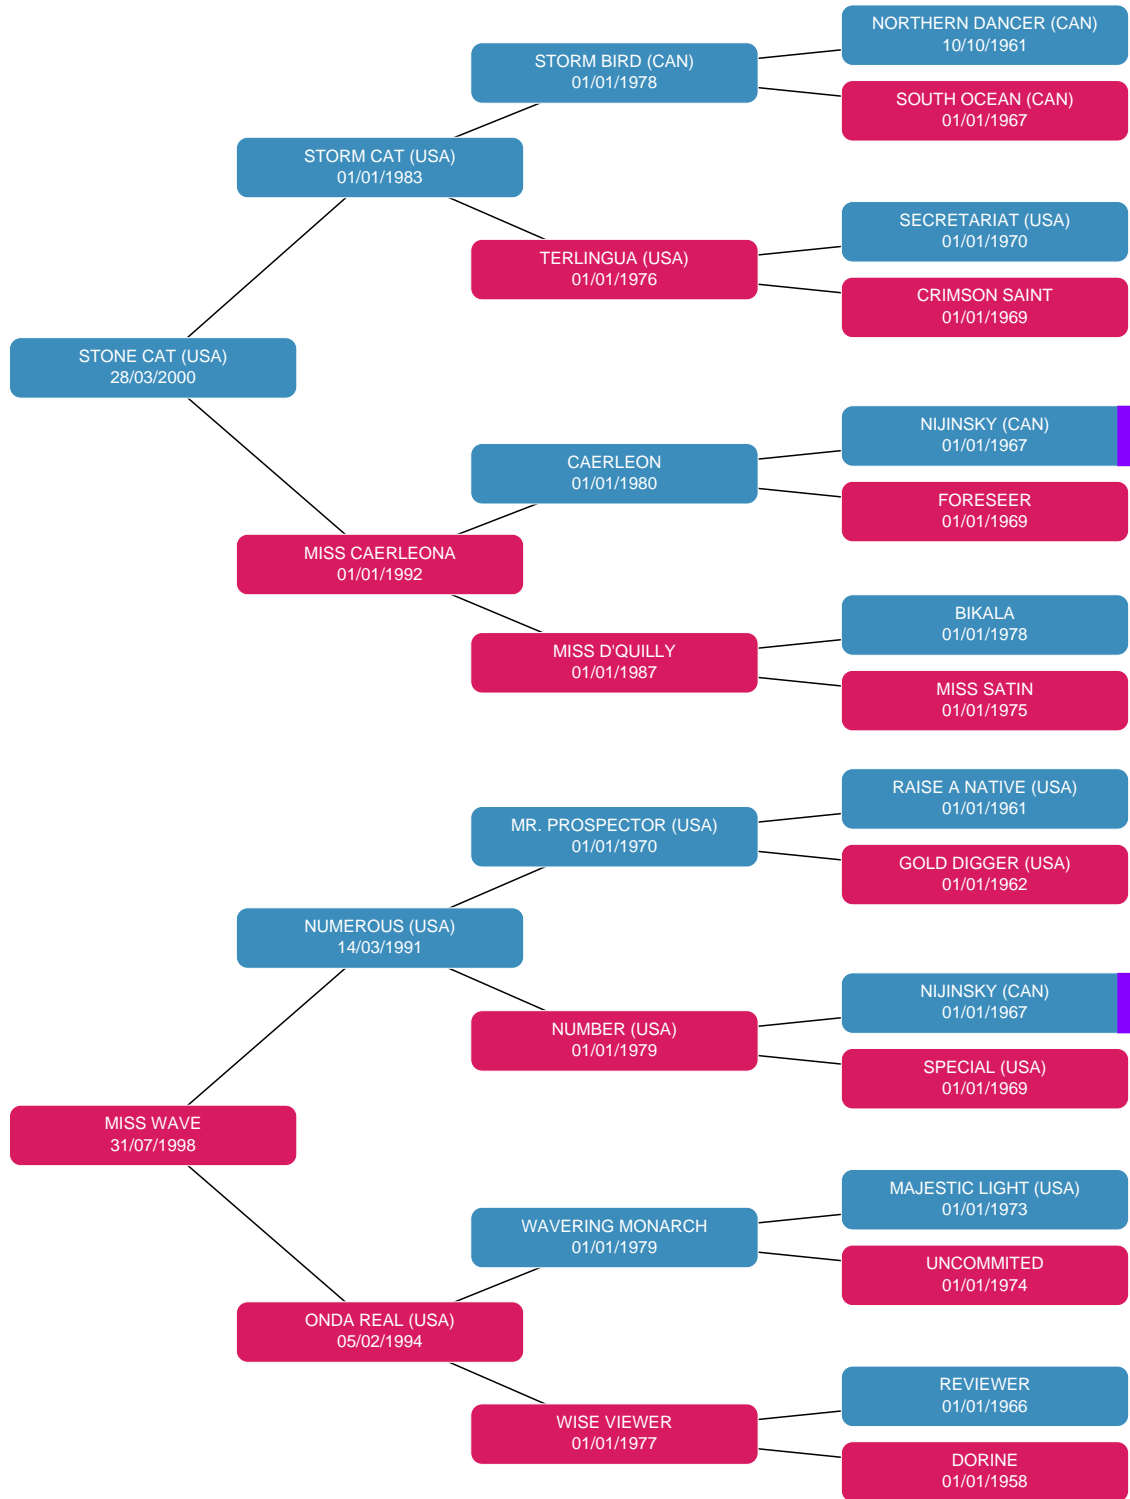 NORTHERN DANCER (CAN)
10/10/1961
STORM BIRD (CAN)
01/01/1978
SOUTH OCEAN (CAN)
01/01/1967
STORM CAT (USA)
01/01/1983
SECRETARIAT (USA)
01/01/1970
TERLINGUA (USA)
01/01/1976
CRIMSON SAINT
01/01/1969
STONE CAT (USA)
28/03/2000
NIJINSKY (CAN)
01/01/1967
CAERLEON
01/01/1980
FORESEER
01/01/1969
MISS CAERLEONA
01/01/1992
BIKALA
01/01/1978
MISS D'QUILLY
01/01/1987
MISS SATIN
01/01/1975
RAISE A NATIVE (USA)
01/01/1961
MR. PROSPECTOR (USA)
01/01/1970
GOLD DIGGER (USA)
01/01/1962
NUMEROUS (USA)
14/03/1991
NIJINSKY (CAN)
01/01/1967
NUMBER (USA)
01/01/1979
SPECIAL (USA)
01/01/1969
MISS WAVE
31/07/1998
MAJESTIC LIGHT (USA)
01/01/1973
WAVERING MONARCH
01/01/1979
UNCOMMITED
01/01/1974
ONDA REAL (USA)
05/02/1994
REVIEWER
01/01/1966
WISE VIEWER
01/01/1977
DORINE
01/01/1958